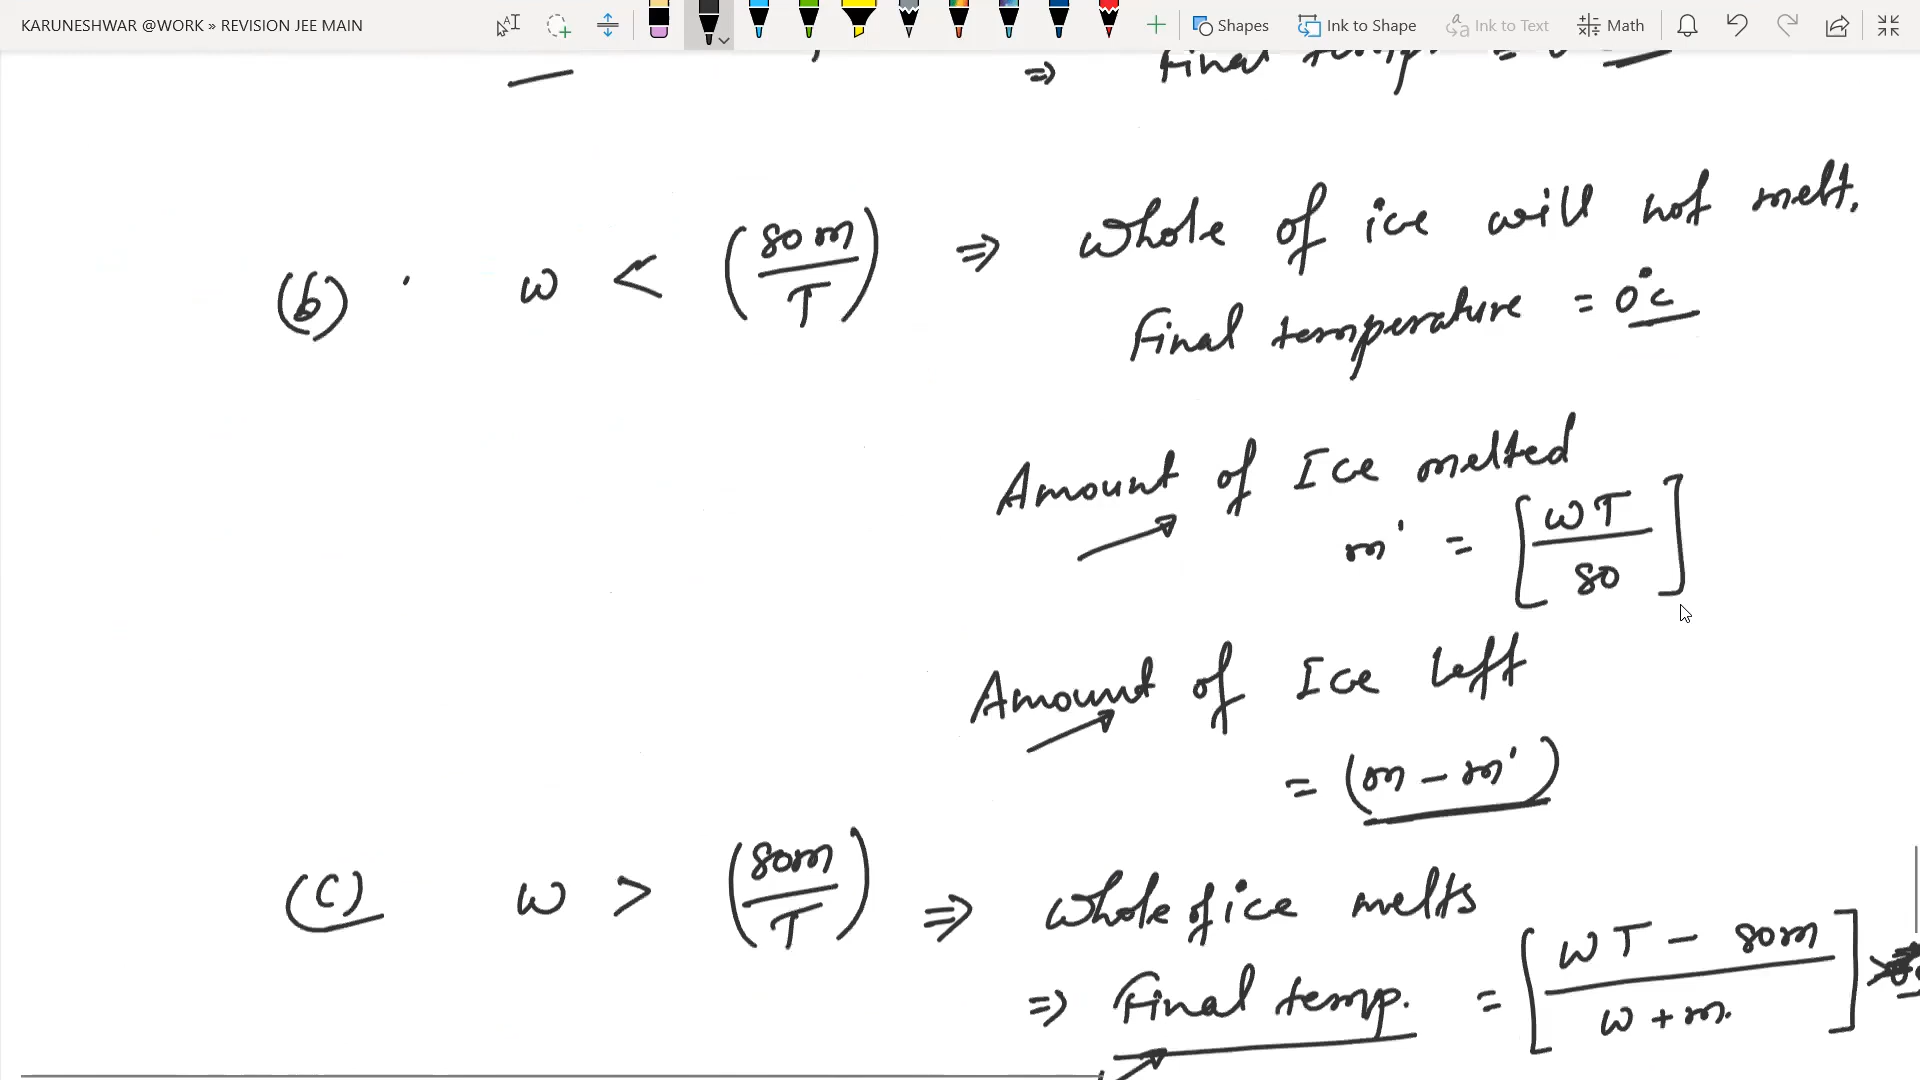 KARUNESHWAR @WORK » REVISION JEE MAIN
Shapes Ink to Shape Ink to Text Math
⇒ Final temp. =
(b) w < (80m/T) ⇒ Whole of ice will not melt.
Final temperature = 0°c
Amount of Ice melted
m' = [wT/80]
Amount of Ice left
= (m - m')
(C) w > (80m/T) ⇒ Whole of ice melts
⇒ Final temp. = [wT - 80m / w + m]